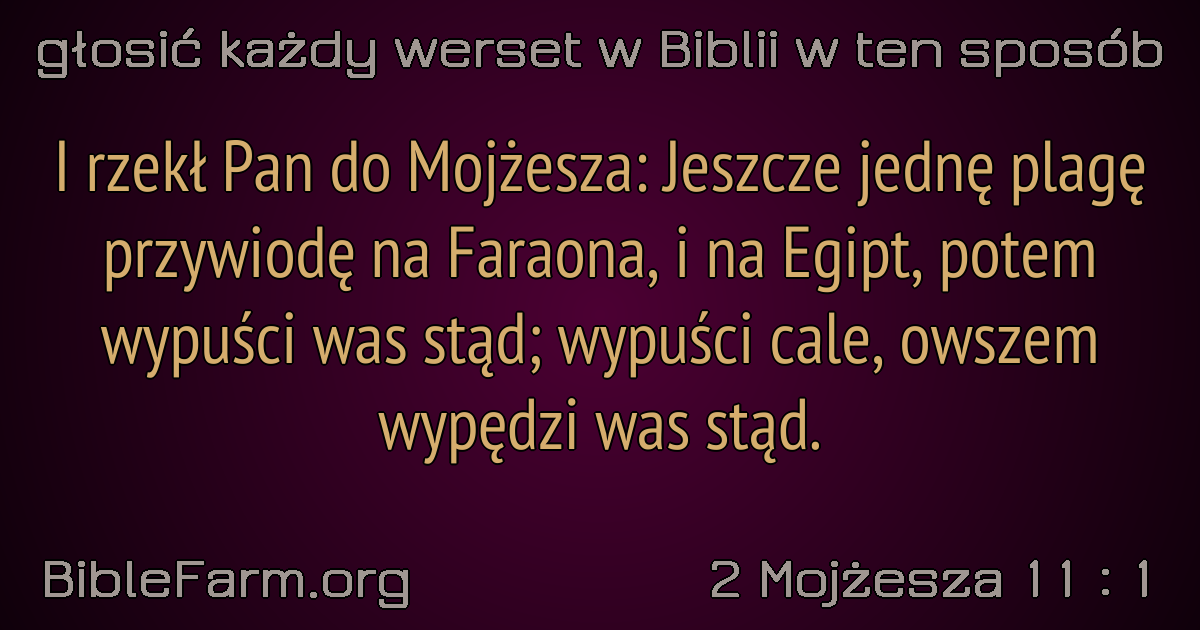 głosić każdy werset w Biblii w ten sposób
I rzekł Pan do Mojżesza: Jeszcze jednę plagę
przywiodę na Faraona, i na Egipt, potem
wypuści was stąd; wypuści cale, owszem
wypędzi was stąd.
BibleFarm.org
2 Mojżesza 11 : 1